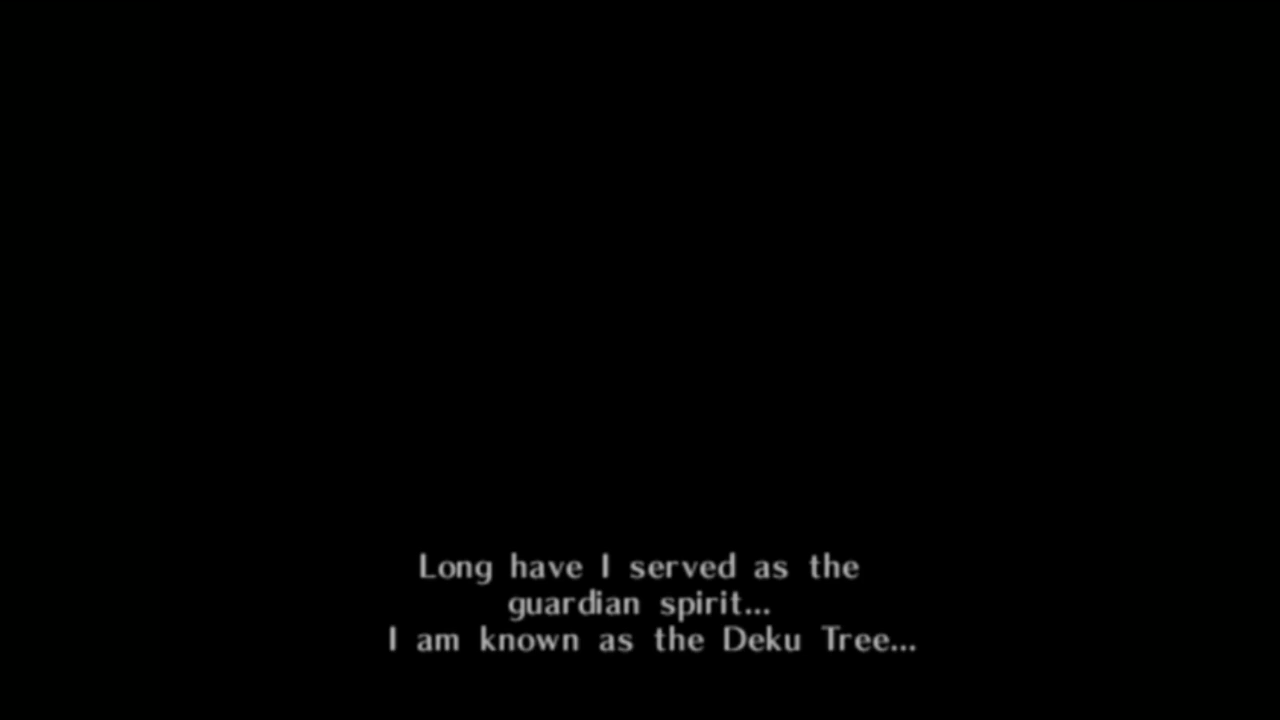 Long have I served as the
guardian spirit...
I am known as the Deku Tree...